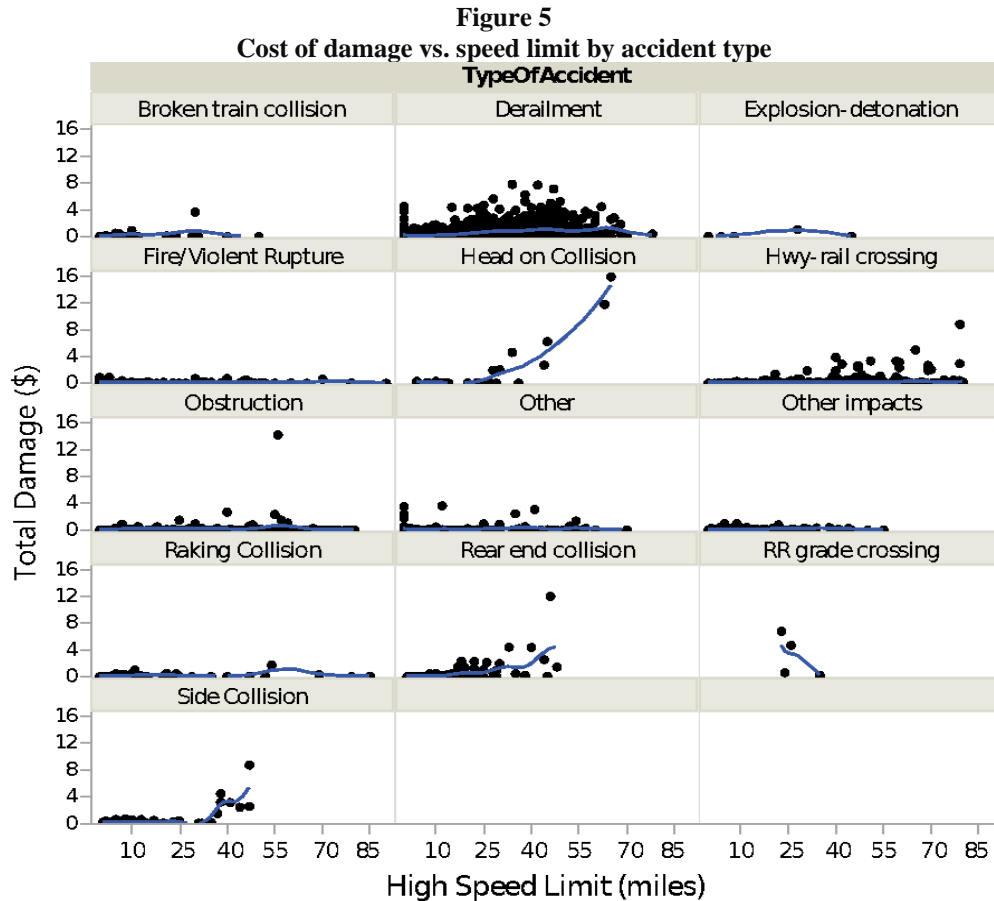 Figure 5
Cost of damage vs. speed limit by accident type
TypeOfAccident
Broken train collision Derailment Explosion-detonation
16
12
8
4
0
Fire/Violent Rupture Head on Collision Hwy-rail crossing
16
12
8
4
0
Obstruction Other Other impacts
16
12
8
4
0
Raking Collision Rear end collision RR grade crossing
16
12
8
4
0
Side Collision
16
12
8
4
0
Total Damage ($)
10 25 40 55 70 85 10 25 40 55 70 85 10 25 40 55 70 85
High Speed Limit (miles)